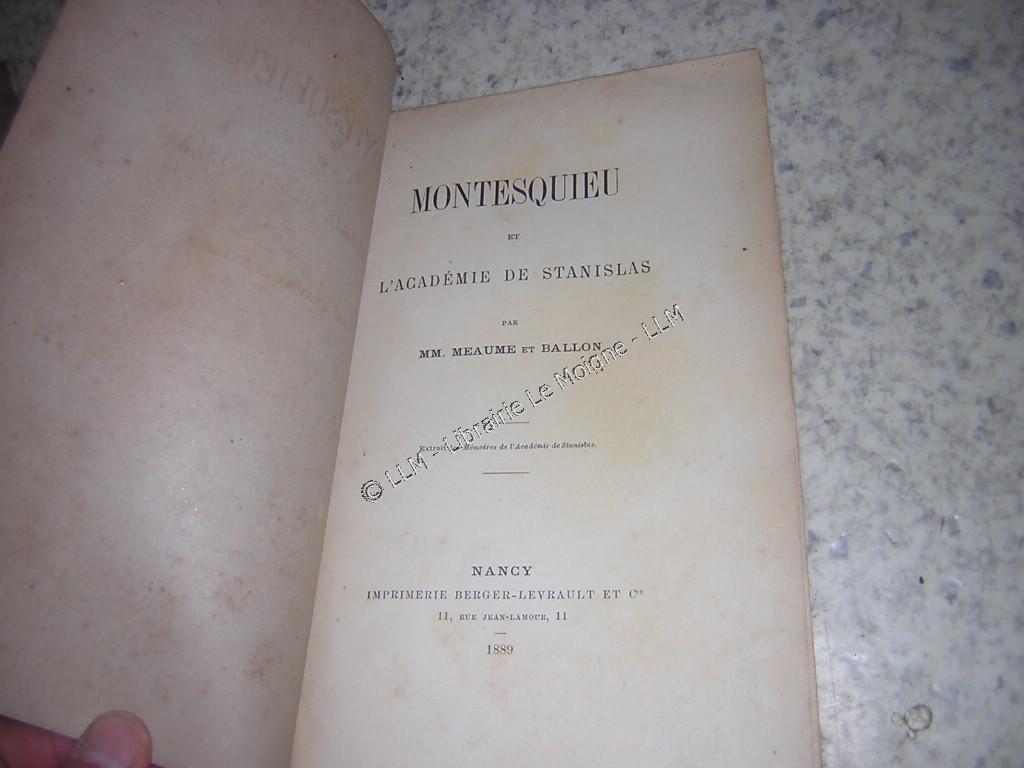 MONTESQUIEU
ET
L'ACADÉMIE DE STANISLAS
PAR
MM. MEAUME ET BALLON
Extrait Mémoires de l'Académie de Stanislas.
© LLM - Librairie Le Moigne - LLM
NANCY
IMPRIMERIE BERGER-LEVRAULT ET Cie
11, RUE JEAN-LAMOUR, 11
1889